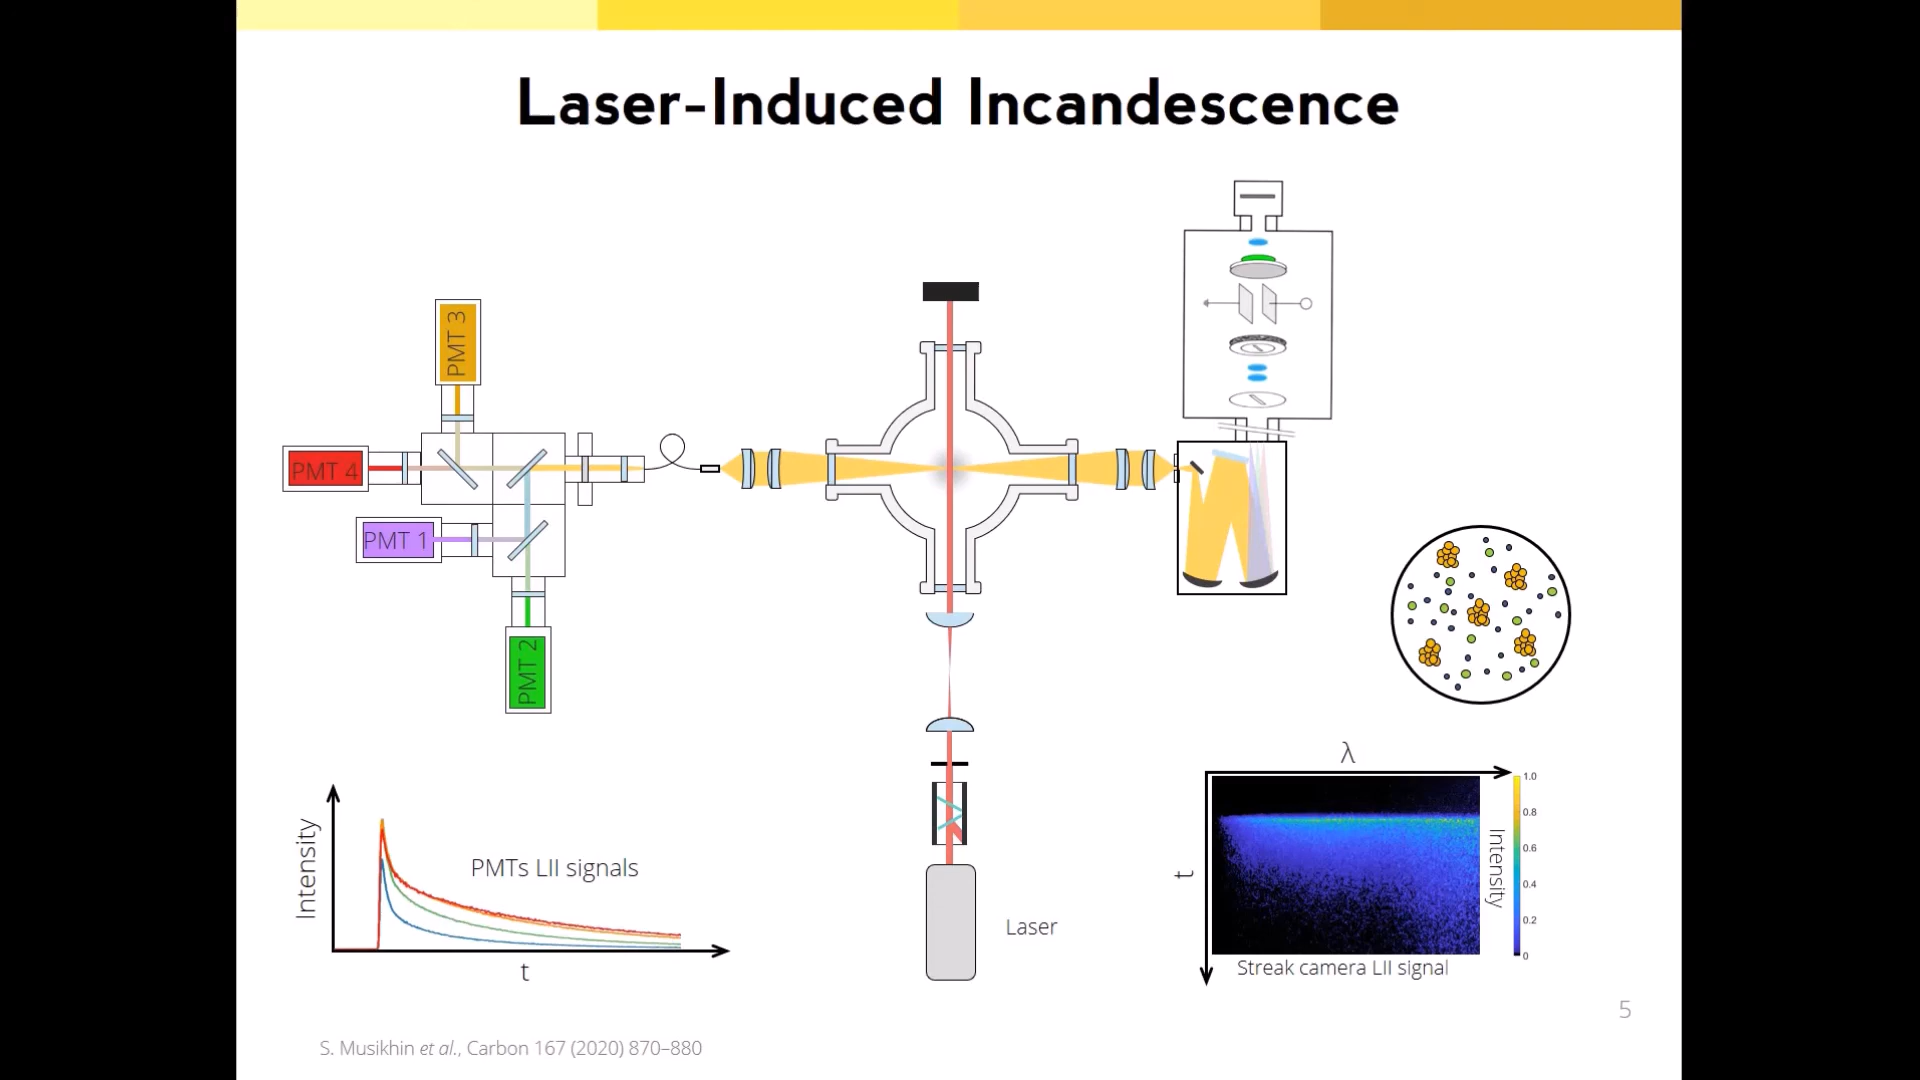 Laser-Induced Incandescence
PMT 3
PMT 4
PMT 1
PMT 2
Intensity
PMTs LII signals
t
Laser
λ
t
1.0
0.8
0.6
0.4
0.2
0
Intensity
Streak camera LII signal
5
S. Musikhin et al., Carbon 167 (2020) 870–880